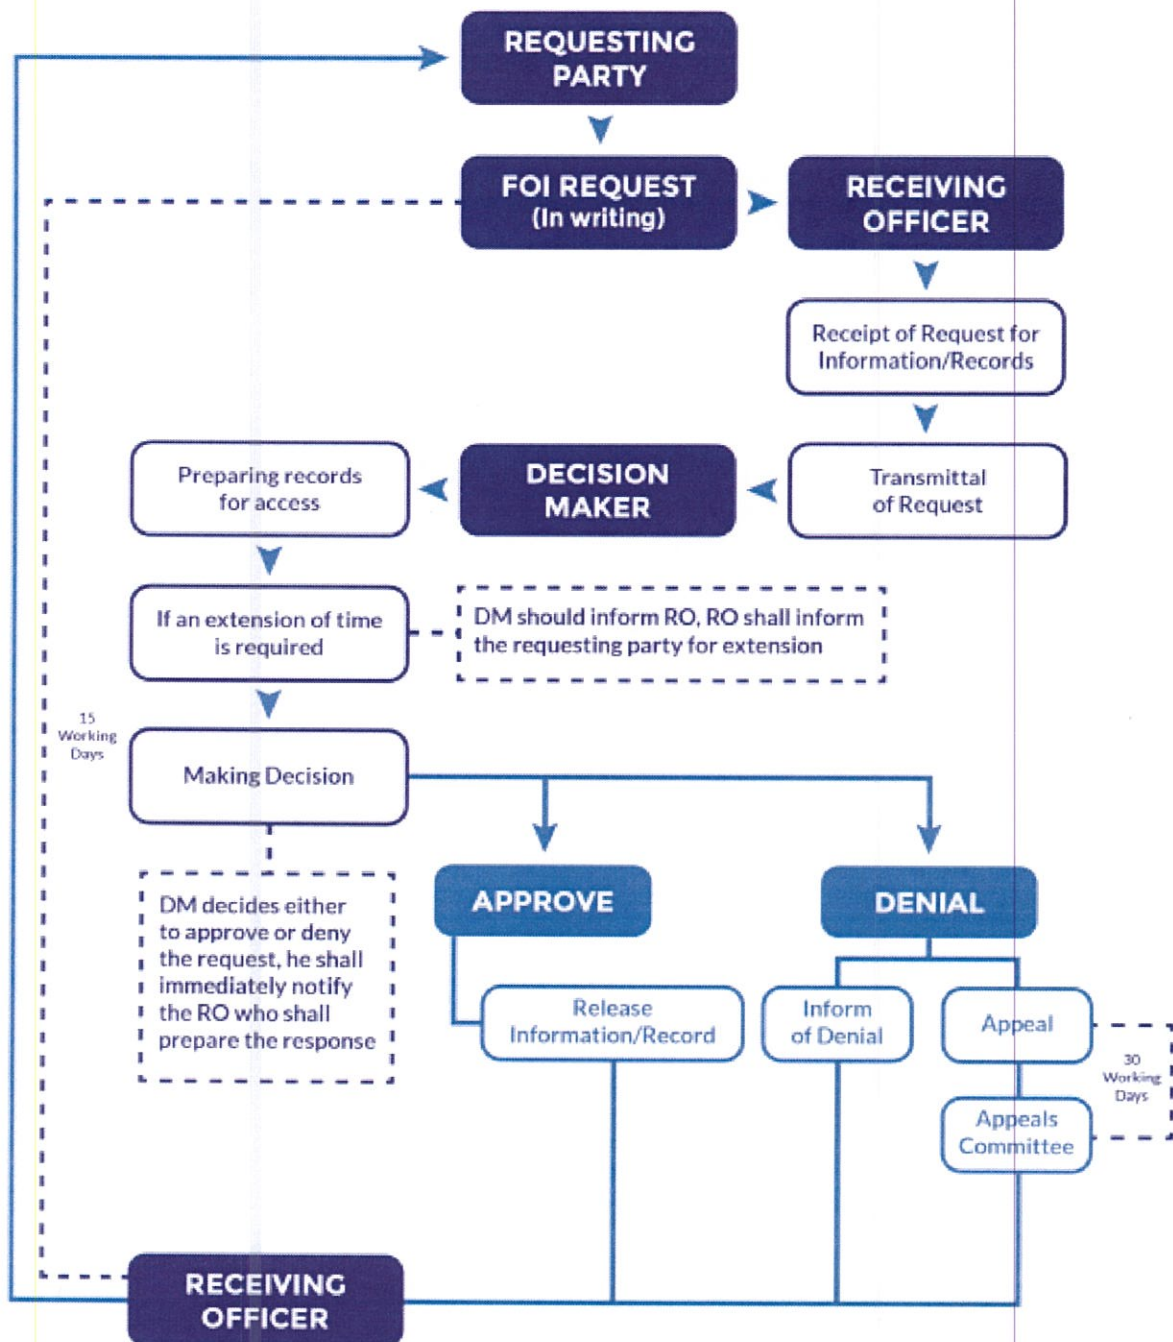 REQUESTING
PARTY
FOI REQUEST
(In writing)
RECEIVING
OFFICER
Receipt of Request for
Information/Records
Transmittal
of Request
DECISION
MAKER
Preparing records
for access
If an extension of time
is required
DM should inform RO, RO shall inform
the requesting party for extension
15
Working
Days
Making Decision
DM decides either
to approve or deny
the request, he shall
immediately notify
the RO who shall
prepare the response
APPROVE
DENIAL
Release
Information/Record
Inform
of Denial
Appeal
30
Working
Days
Appeals
Committee
RECEIVING
OFFICER